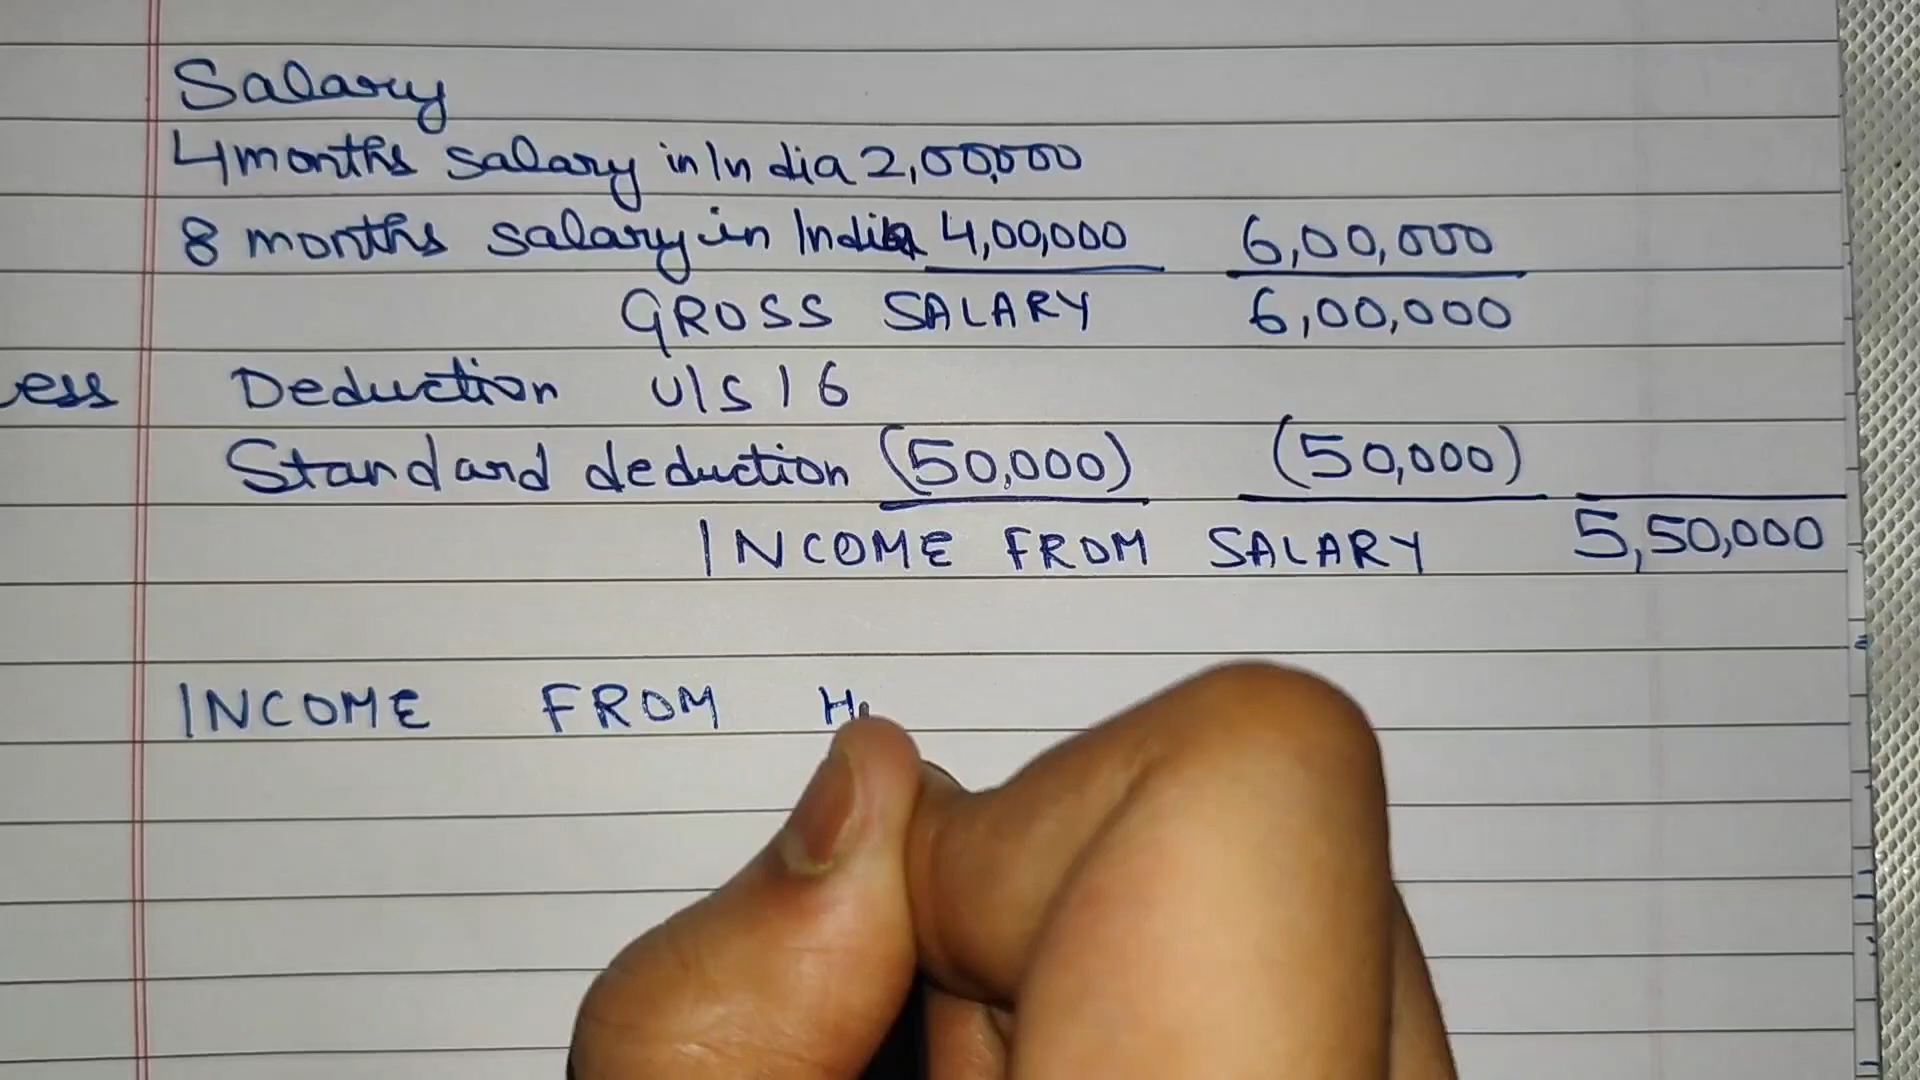 Salary
4 months salary in India 2,00,000
8 months salary in India 4,00,000 6,00,000
GROSS SALARY 6,00,000
ess Deduction U/S 16
Standard deduction (50,000) (50,000)
INCOME FROM SALARY 5,50,000
INCOME FROM H